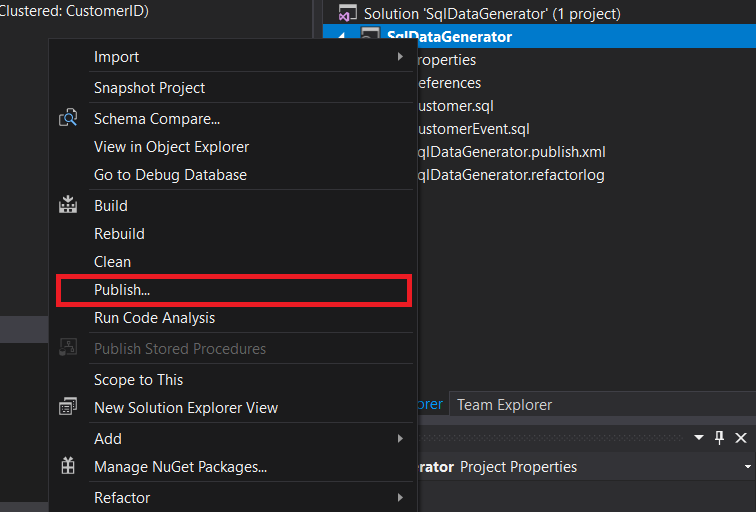 Clustered: CustomerID)
Solution 'SqlDataGenerator' (1 project)
SqlDataGenerator
roperties
eferences
ustomer.sql
ustomerEvent.sql
qlDataGenerator.publish.xml
qlDataGenerator.refactorlog
Import
Snapshot Project
Schema Compare...
View in Object Explorer
Go to Debug Database
Build
Rebuild
Clean
Publish...
Run Code Analysis
Publish Stored Procedures
Scope to This
New Solution Explorer View
Add
Manage NuGet Packages...
Refactor
orer
Team Explorer
erator Project Properties